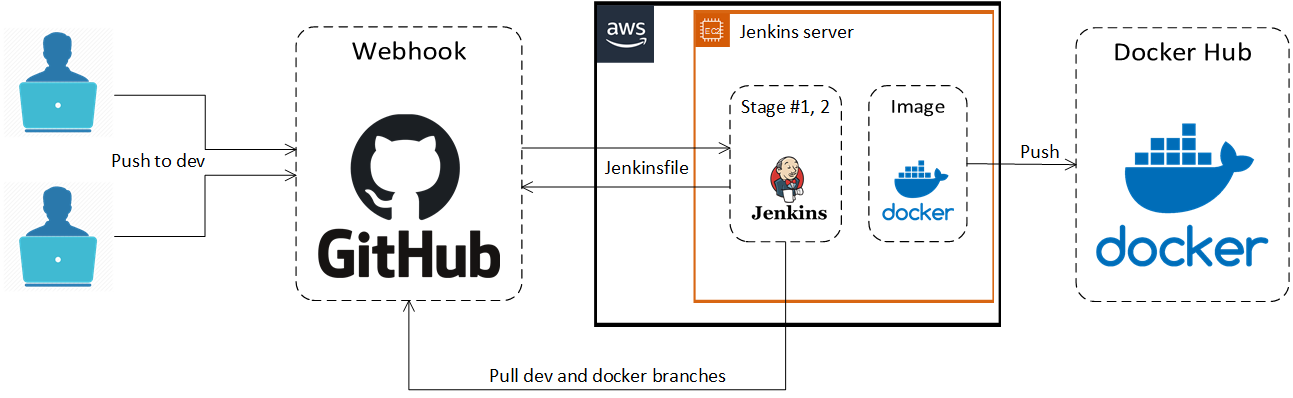 Push to dev
Webhook
GitHub
Jenkinsfile
Pull dev and docker branches
aws
EC2
Jenkins server
Stage #1, 2
Jenkins
Image
docker
Push
Docker Hub
docker